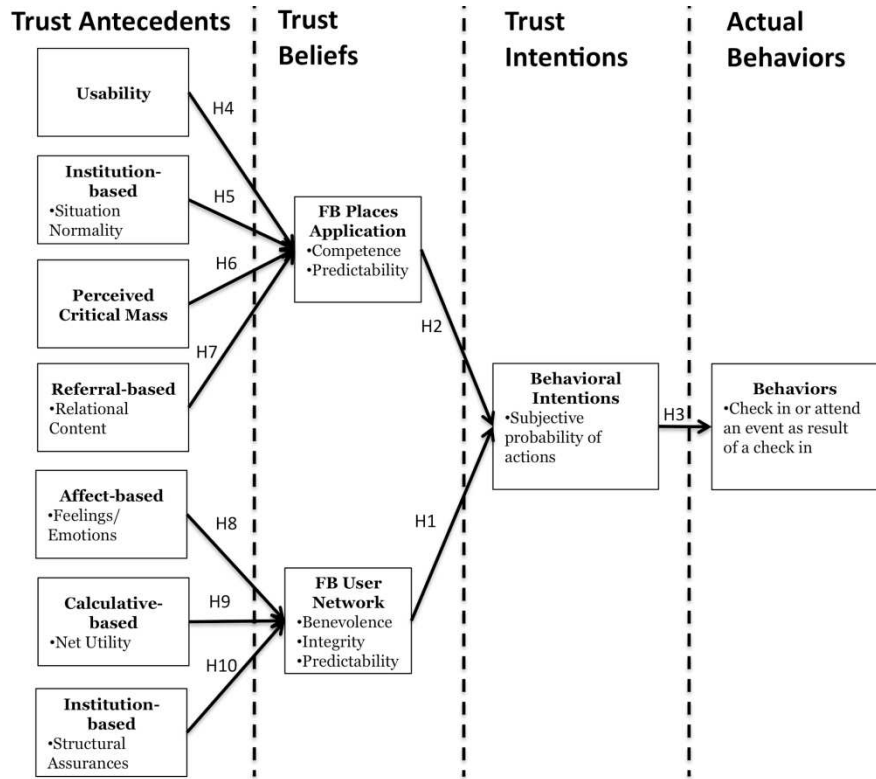 Trust Antecedents
Trust
Beliefs
Trust
Intentions
Actual
Behaviors
Usability
H4
Institution-
based
•Situation
Normality
H5
Perceived
Critical Mass
H6
Referral-based
•Relational
Content
H7
FB Places
Application
•Competence
•Predictability
H2
Affect-based
•Feelings/
Emotions
H8
Calculative-
based
•Net Utility
H9
Institution-
based
•Structural
Assurances
H10
FB User
Network
•Benevolence
•Integrity
•Predictability
H1
Behavioral
Intentions
•Subjective
probability of
actions
H3
Behaviors
•Check in or attend
an event as result
of a check in